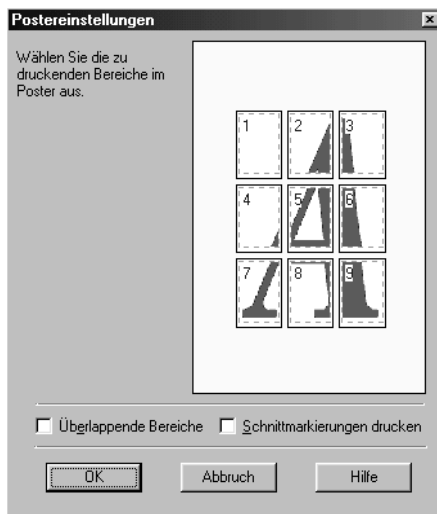 Postereinstellungen
Wählen Sie die zu
druckenden Bereiche im
Poster aus.
1 2 3
4 5 6
7 8 9
Überlappende Bereiche Schnittmarkierungen drucken
OK Abbruch Hilfe